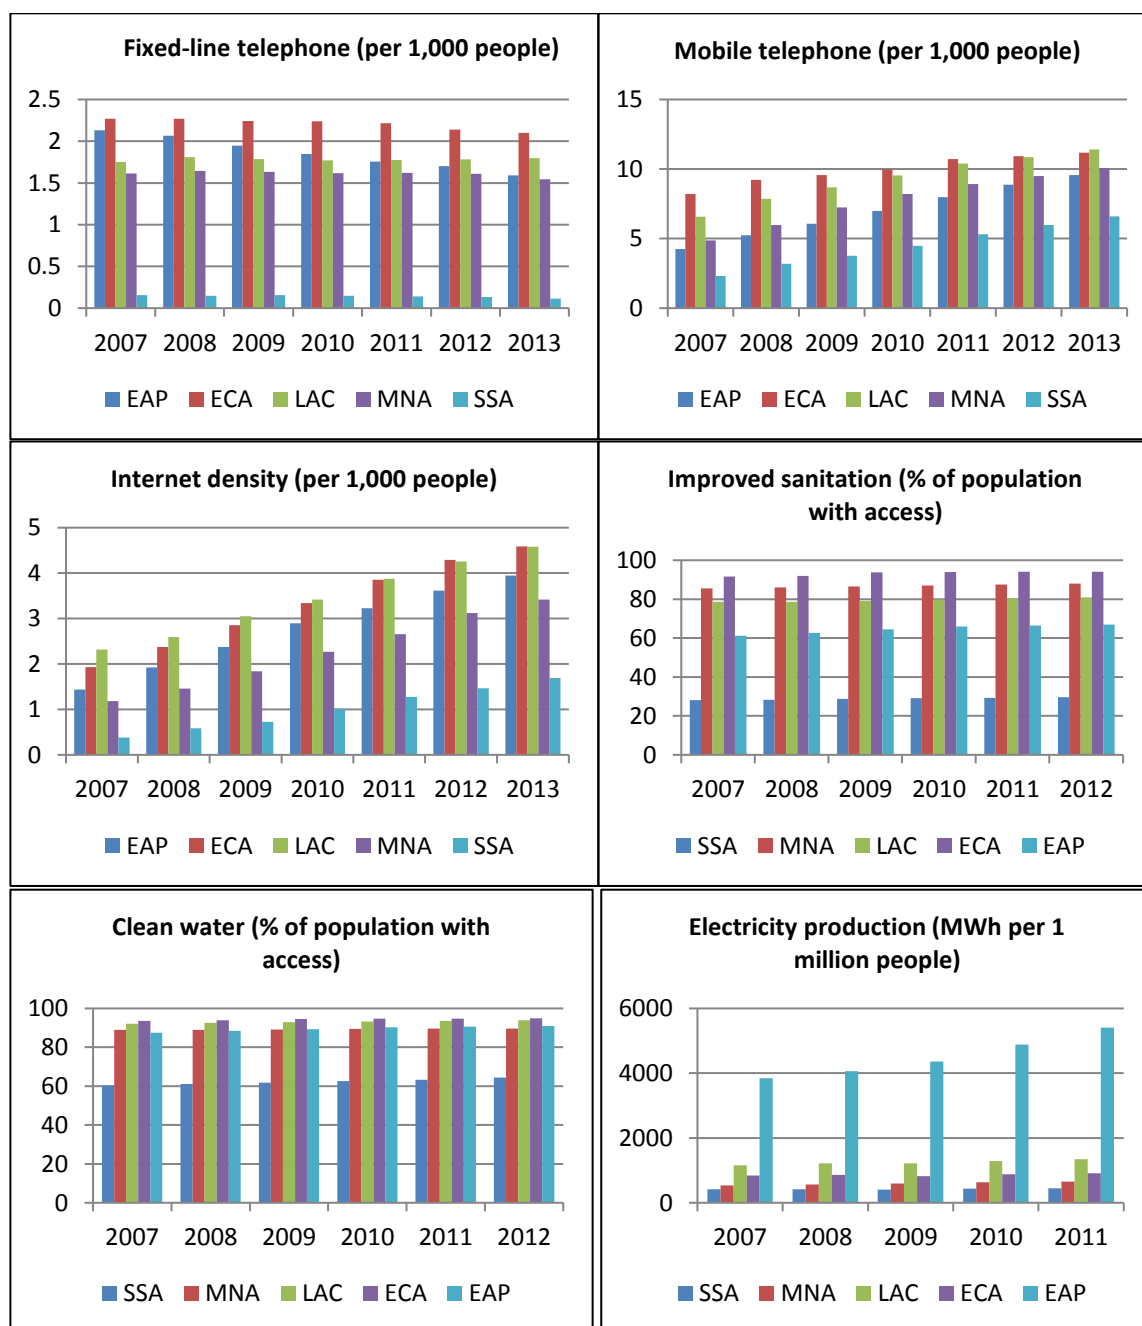 Fixed-line telephone (per 1,000 people)
2.5
2
1.5
1
0.5
0
2007 2008 2009 2010 2011 2012 2013
EAP ECA LAC MNA SSA
Mobile telephone (per 1,000 people)
15
10
5
0
2007 2008 2009 2010 2011 2012 2013
EAP ECA LAC MNA SSA
Internet density (per 1,000 people)
5
4
3
2
1
0
2007 2008 2009 2010 2011 2012 2013
EAP ECA LAC MNA SSA
Improved sanitation (% of population
with access)
100
80
60
40
20
0
2007 2008 2009 2010 2011 2012
SSA MNA LAC ECA EAP
Clean water (% of population with
access)
100
80
60
40
20
0
2007 2008 2009 2010 2011 2012
SSA MNA LAC ECA EAP
Electricity production (MWh per 1
million people)
6000
4000
2000
0
2007 2008 2009 2010 2011
SSA MNA LAC ECA EAP